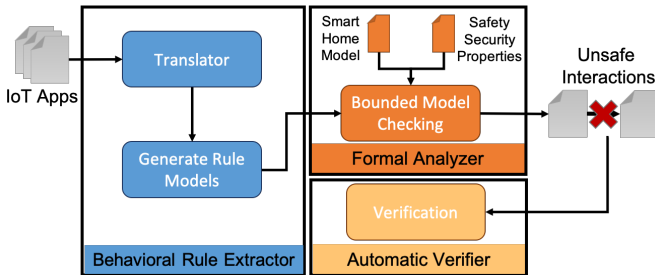 IoT Apps
Translator
Generate Rule
Models
Behavioral Rule Extractor
Smart
Home
Model
Safety
Security
Properties
Bounded Model
Checking
Formal Analyzer
Unsafe
Interactions
Verification
Automatic Verifier